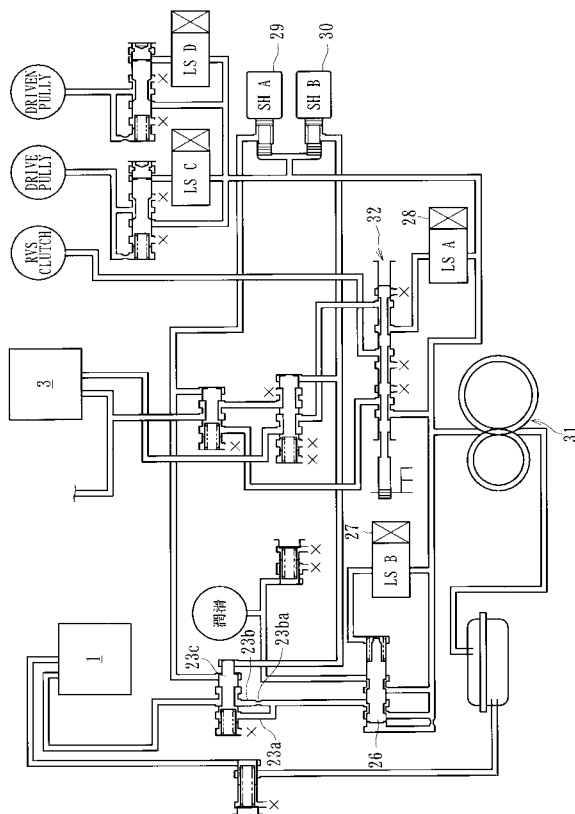 DRIVEN
PULLY
DRIVE
PULLY
RVS
CLUTCH
LS D
LS C
SH A
29
SH B
30
3
32
28
LS A
31
潤滑
27
LS B
1
23c
23b
23ba
23a
26